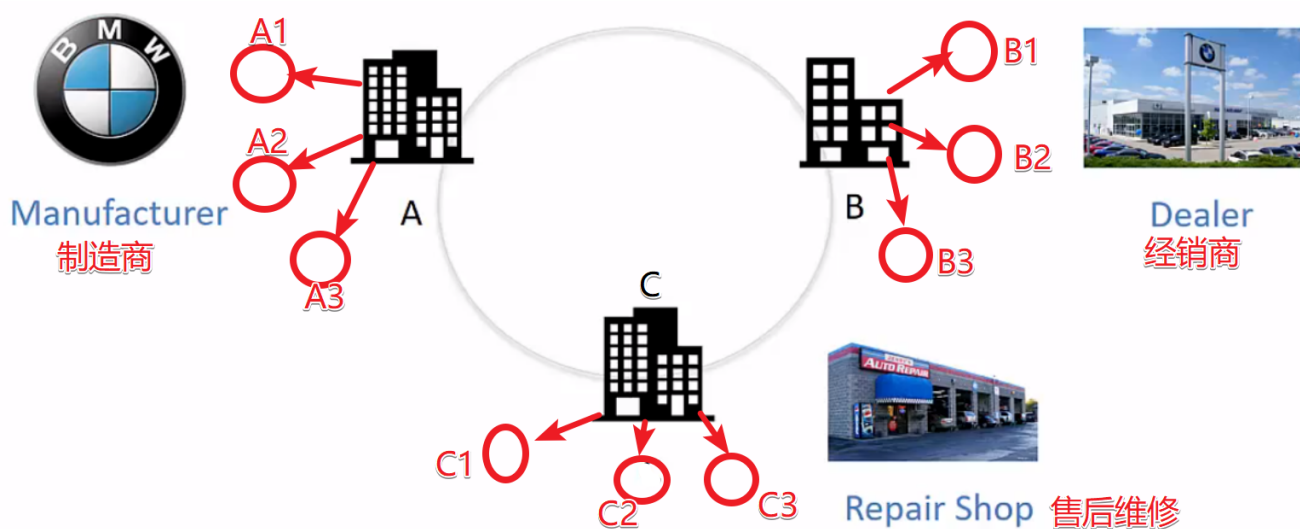 BMW
A1
A2
A3
A
Manufacturer
制造商
B1
B2
B3
B
Dealer
经销商
C
C1
C2
C3
AUTO REPAIR
Repair Shop
售后维修